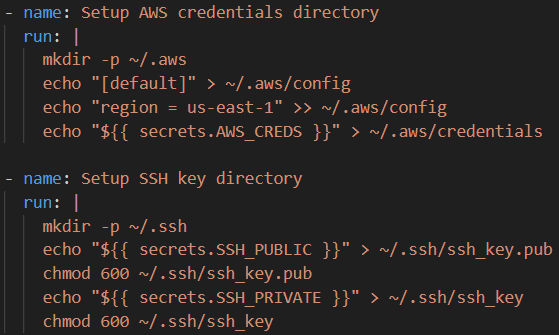 - name: Setup AWS credentials directory
  run: |
    mkdir -p ~/.aws
    echo "[default]" > ~/.aws/config
    echo "region = us-east-1" >> ~/.aws/config
    echo "${{ secrets.AWS_CREDS }}" > ~/.aws/credentials

- name: Setup SSH key directory
  run: |
    mkdir -p ~/.ssh
    echo "${{ secrets.SSH_PUBLIC }}" > ~/.ssh/ssh_key.pub
    chmod 600 ~/.ssh/ssh_key.pub
    echo "${{ secrets.SSH_PRIVATE }}" > ~/.ssh/ssh_key
    chmod 600 ~/.ssh/ssh_key